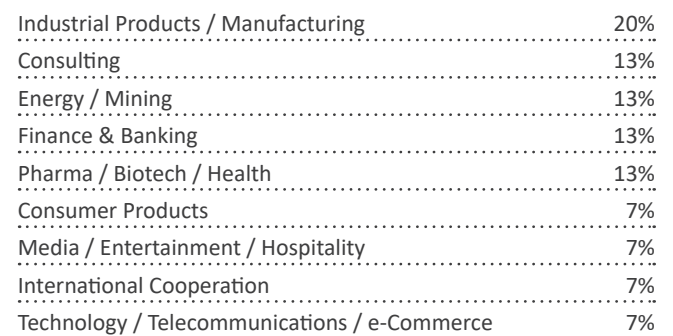 Industrial Products / Manufacturing 20%
Consulting 13%
Energy / Mining 13%
Finance & Banking 13%
Pharma / Biotech / Health 13%
Consumer Products 7%
Media / Entertainment / Hospitality 7%
International Cooperation 7%
Technology / Telecommunications / e-Commerce 7%